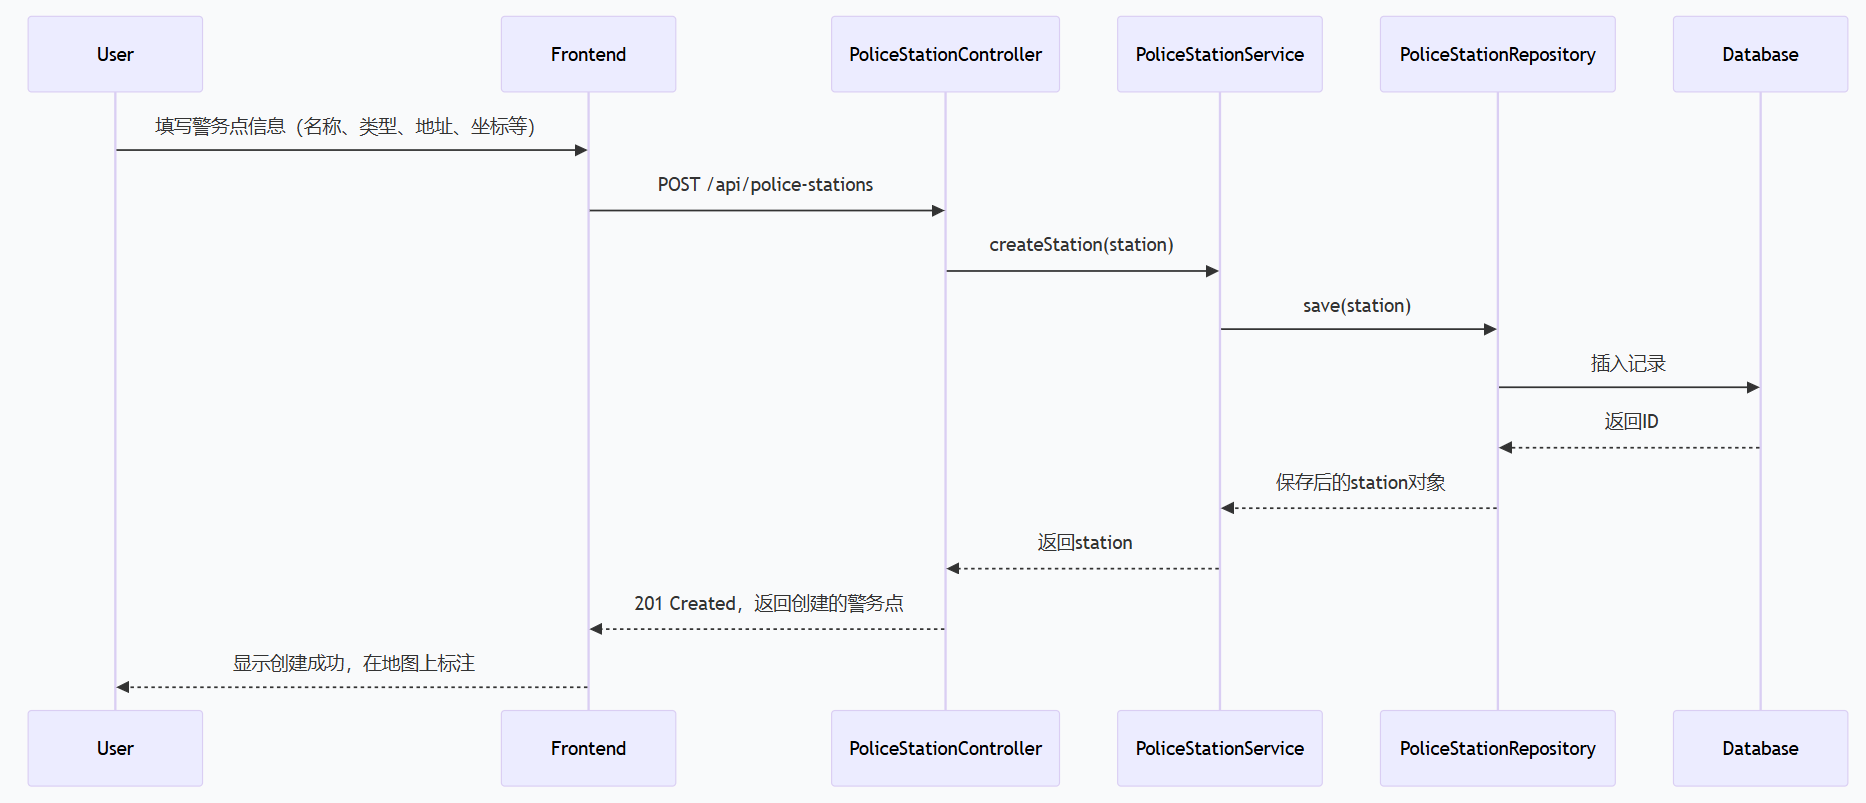 User
Frontend
PoliceStationController
PoliceStationService
PoliceStationRepository
Database
填写警务点信息（名称、类型、地址、坐标等）
POST /api/police-stations
createStation(station)
save(station)
插入记录
返回ID
保存后的station对象
返回station
201 Created，返回创建的警务点
显示创建成功，在地图上标注
User
Frontend
PoliceStationController
PoliceStationService
PoliceStationRepository
Database